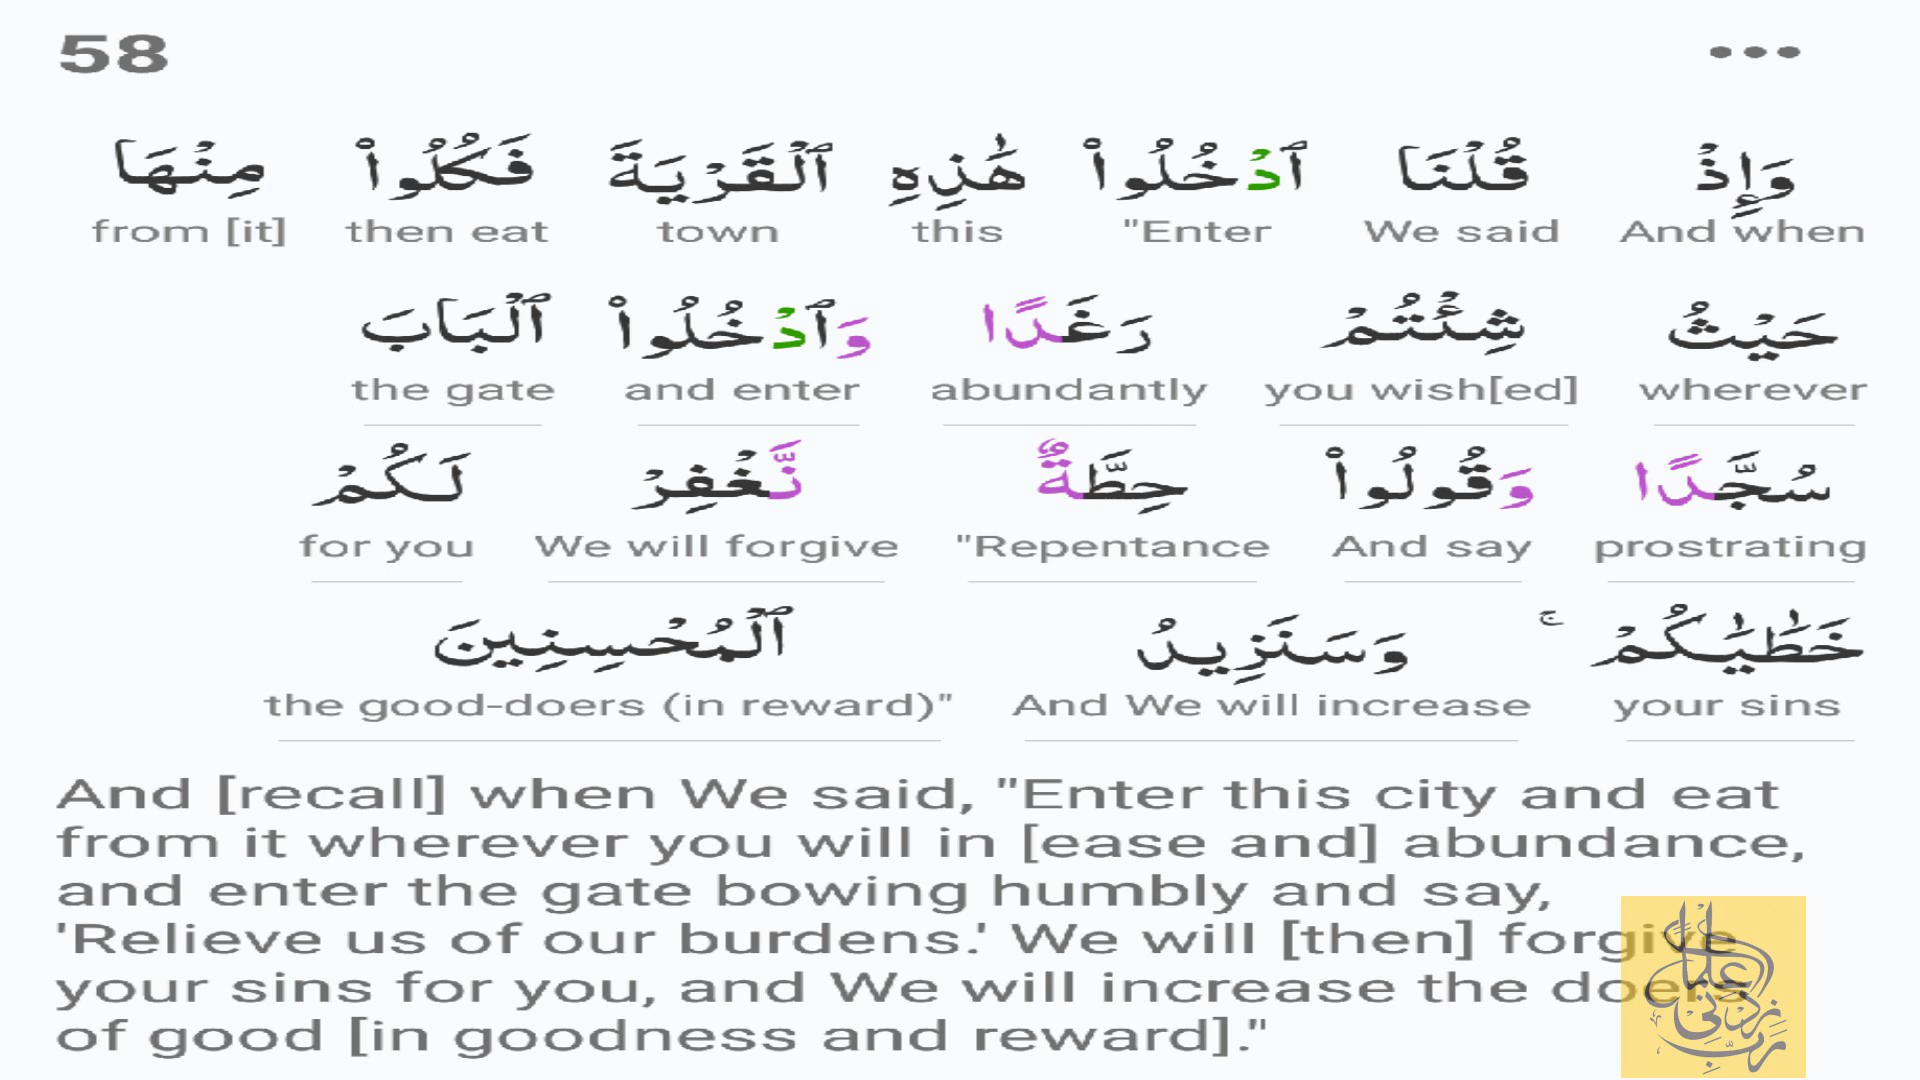 58
وَإِذْ قُلْنَا ٱدْخُلُوا۟ هَٰذِهِ ٱلْقَرْيَةَ فَكُلُوا۟ مِنْهَا
And when We said "Enter this town then eat from [it]
حَيْثُ شِئْتُمْ رَغَدًا وَٱدْخُلُوا۟ ٱلْبَابَ
wherever you wish[ed] abundantly and enter the gate
سُجَّدًا وَقُولُوا۟ حِطَّةٌ نَّغْفِرْ لَكُمْ
prostrating And say "Repentance We will forgive for you
خَطَٰيَٰكُمْ ۚ وَسَنَزِيدُ ٱلْمُحْسِنِينَ
your sins And We will increase the good-doers (in reward)"
And [recall] when We said, "Enter this city and eat
from it wherever you will in [ease and] abundance,
and enter the gate bowing humbly and say,
'Relieve us of our burdens.' We will [then] forgive
your sins for you, and We will increase the doers
of good [in goodness and reward]."
رَبِّ زِدْنِي عِلْمًا